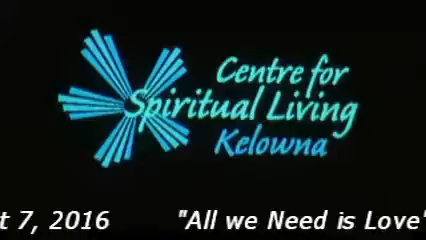 Centre for
Spiritual Living
Kelowna
7, 2016 "All we Need is Love"